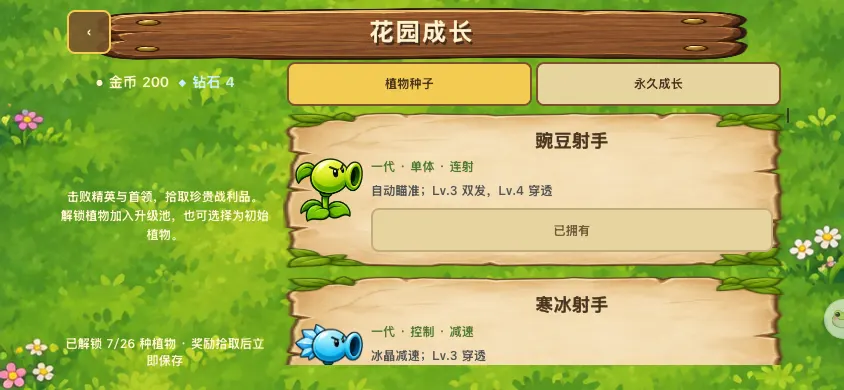 花园成长
‹
● 金币 200 ◆ 钻石 4
植物种子
永久成长
击败精英与首领，拾取珍贵战利品。
解锁植物加入升级池，也可选择为初始
植物。
已解锁 7/26 种植物 · 奖励拾取后立
即保存
豌豆射手
一代 · 单体 · 连射
自动瞄准；Lv.3 双发，Lv.4 穿透
已拥有
寒冰射手
一代 · 控制 · 减速
冰晶减速；Lv.3 穿透